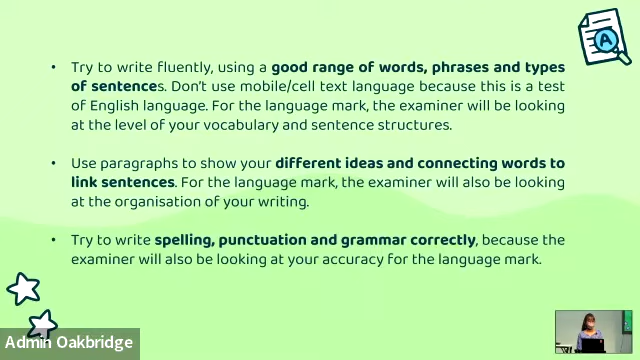 • Try to write fluently, using a good range of words, phrases and types
of sentences. Don't use mobile/cell text language because this is a test
of English language. For the language mark, the examiner will be looking
at the level of your vocabulary and sentence structures.
• Use paragraphs to show your different ideas and connecting words to
link sentences. For the language mark, the examiner will also be looking
at the organisation of your writing.
• Try to write spelling, punctuation and grammar correctly, because the
examiner will also be looking at your accuracy for the language mark.
A
Admin Oakbridge